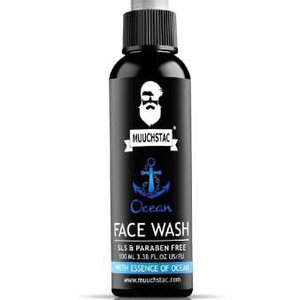 MUUCHSTAC®
Ocean
FACE WASH
SLS & PARABEN FREE
100 ML 3.38 FL.OZ US/EU
WITH ESSENCE OF OCEAN
www.muuchstac.com